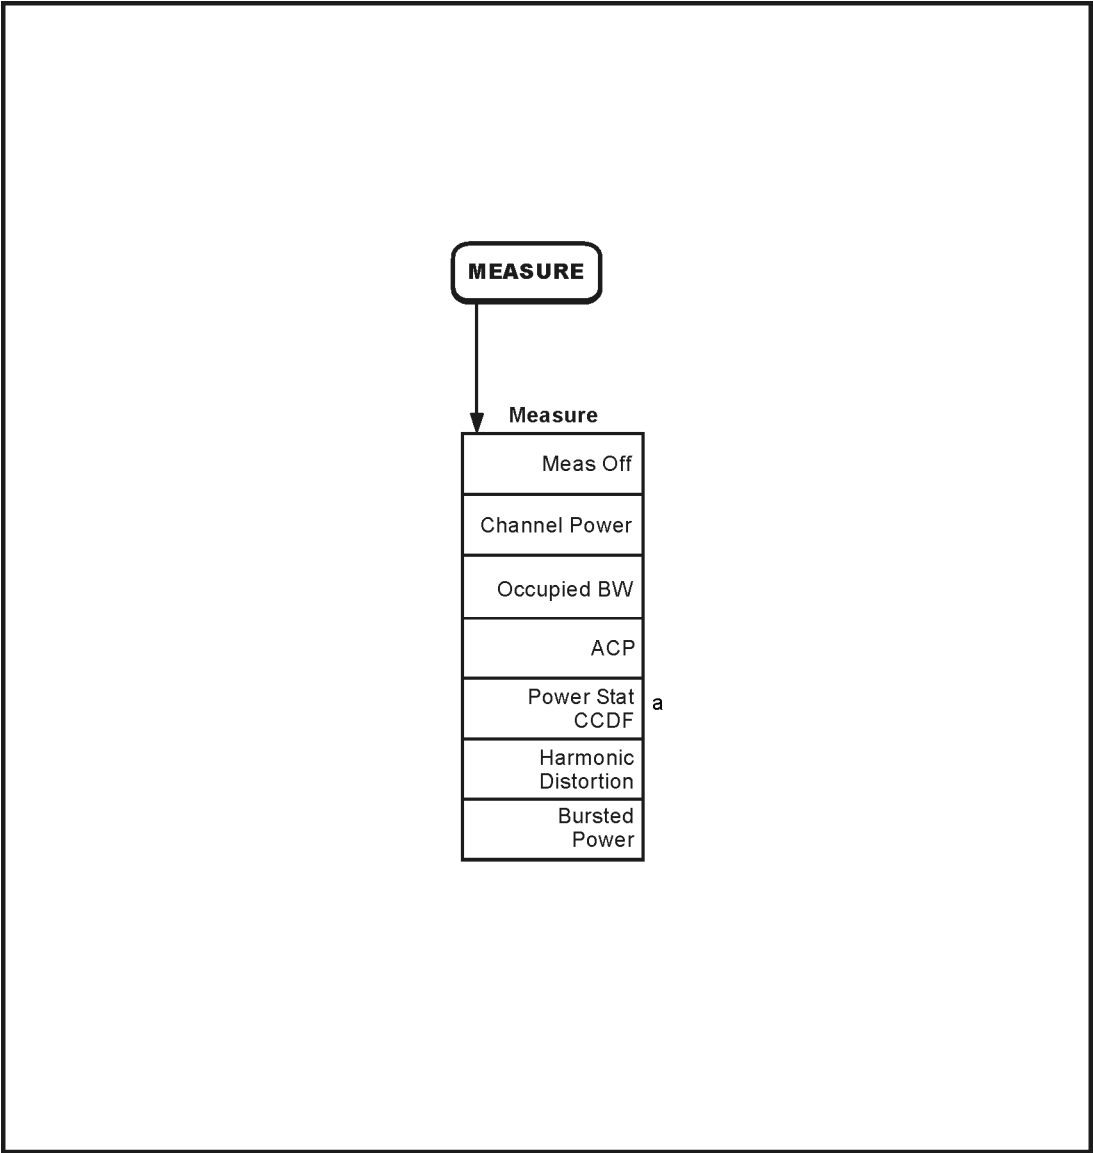 MEASURE
Measure
Meas Off
Channel Power
Occupied BW
ACP
Power Stat
CCDF
a
Harmonic
Distortion
Bursted
Power